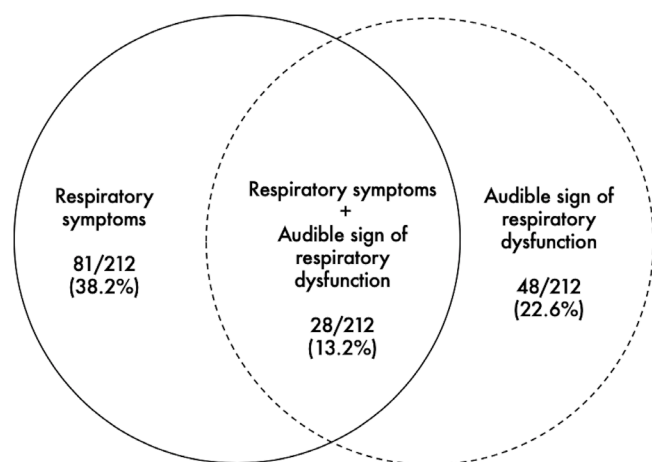 Respiratory
symptoms
81/212
(38.2%)
Respiratory symptoms
+
Audible sign of
respiratory
dysfunction
28/212
(13.2%)
Audible sign of
respiratory
dysfunction
48/212
(22.6%)